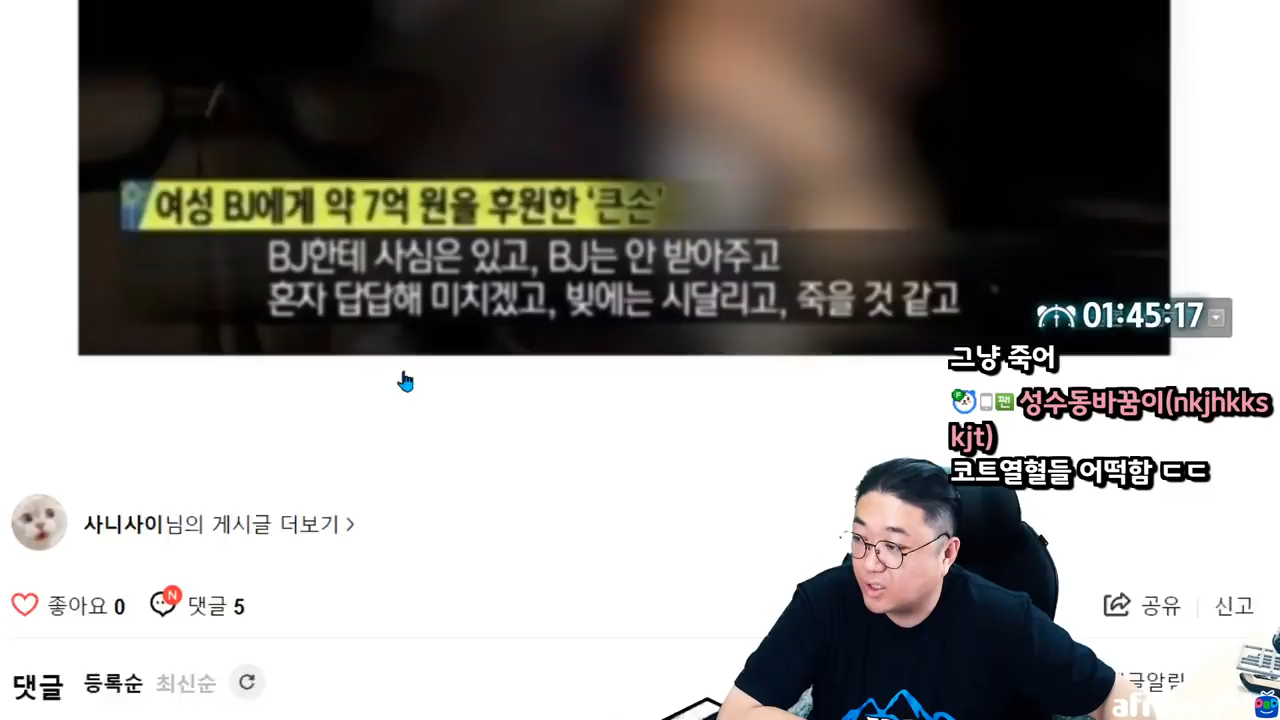 여성 BJ에게 약 7억 원을 후원한 '큰손'
BJ한테 사심은 있고, BJ는 안 받아주고
혼자 답답해 미치겠고, 빚에는 시달리고, 죽을 것 같고
01:45:17
그냥 죽어
F 팬 성수동바꿈이(nkjhkks
kjt)
코트열혈들 어떡함 ㄷㄷ
사니사이님의 게시글 더보기 >
좋아요 0 N 댓글 5
공유 신고
댓글 등록순 최신순
글알림